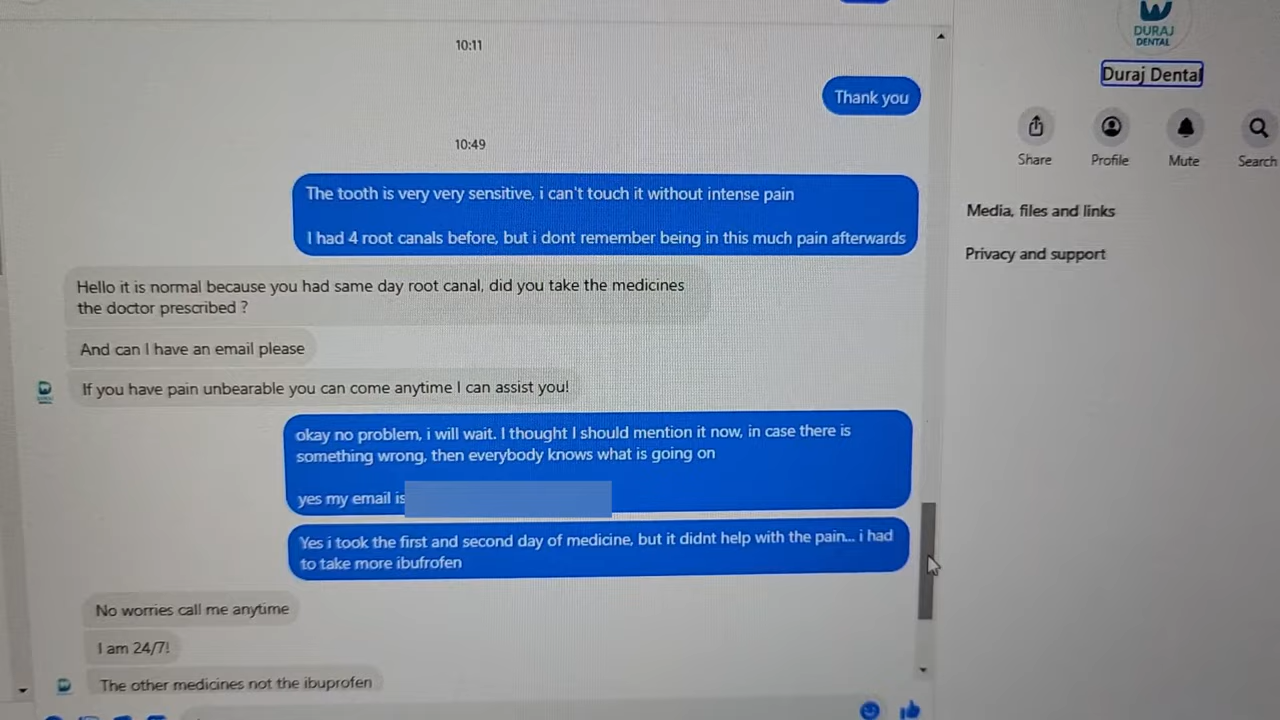 10:11
DURAJ
DENTAL
Duraj Dental
Thank you
Share
Profile
Mute
Search
10:49
The tooth is very very sensitive, i can't touch it without intense pain
I had 4 root canals before, but i dont remember being in this much pain afterwards
Media, files and links
Privacy and support
Hello it is normal because you had same day root canal, did you take the medicines
the doctor prescribed ?
And can I have an email please
If you have pain unbearable you can come anytime I can assist you!
okay no problem, i will wait. I thought I should mention it now, in case there is
something wrong, then everybody knows what is going on
yes my email is
Yes i took the first and second day of medicine, but it didnt help with the pain... i had
to take more ibufrofen
No worries call me anytime
I am 24/7!
The other medicines not the ibuprofen